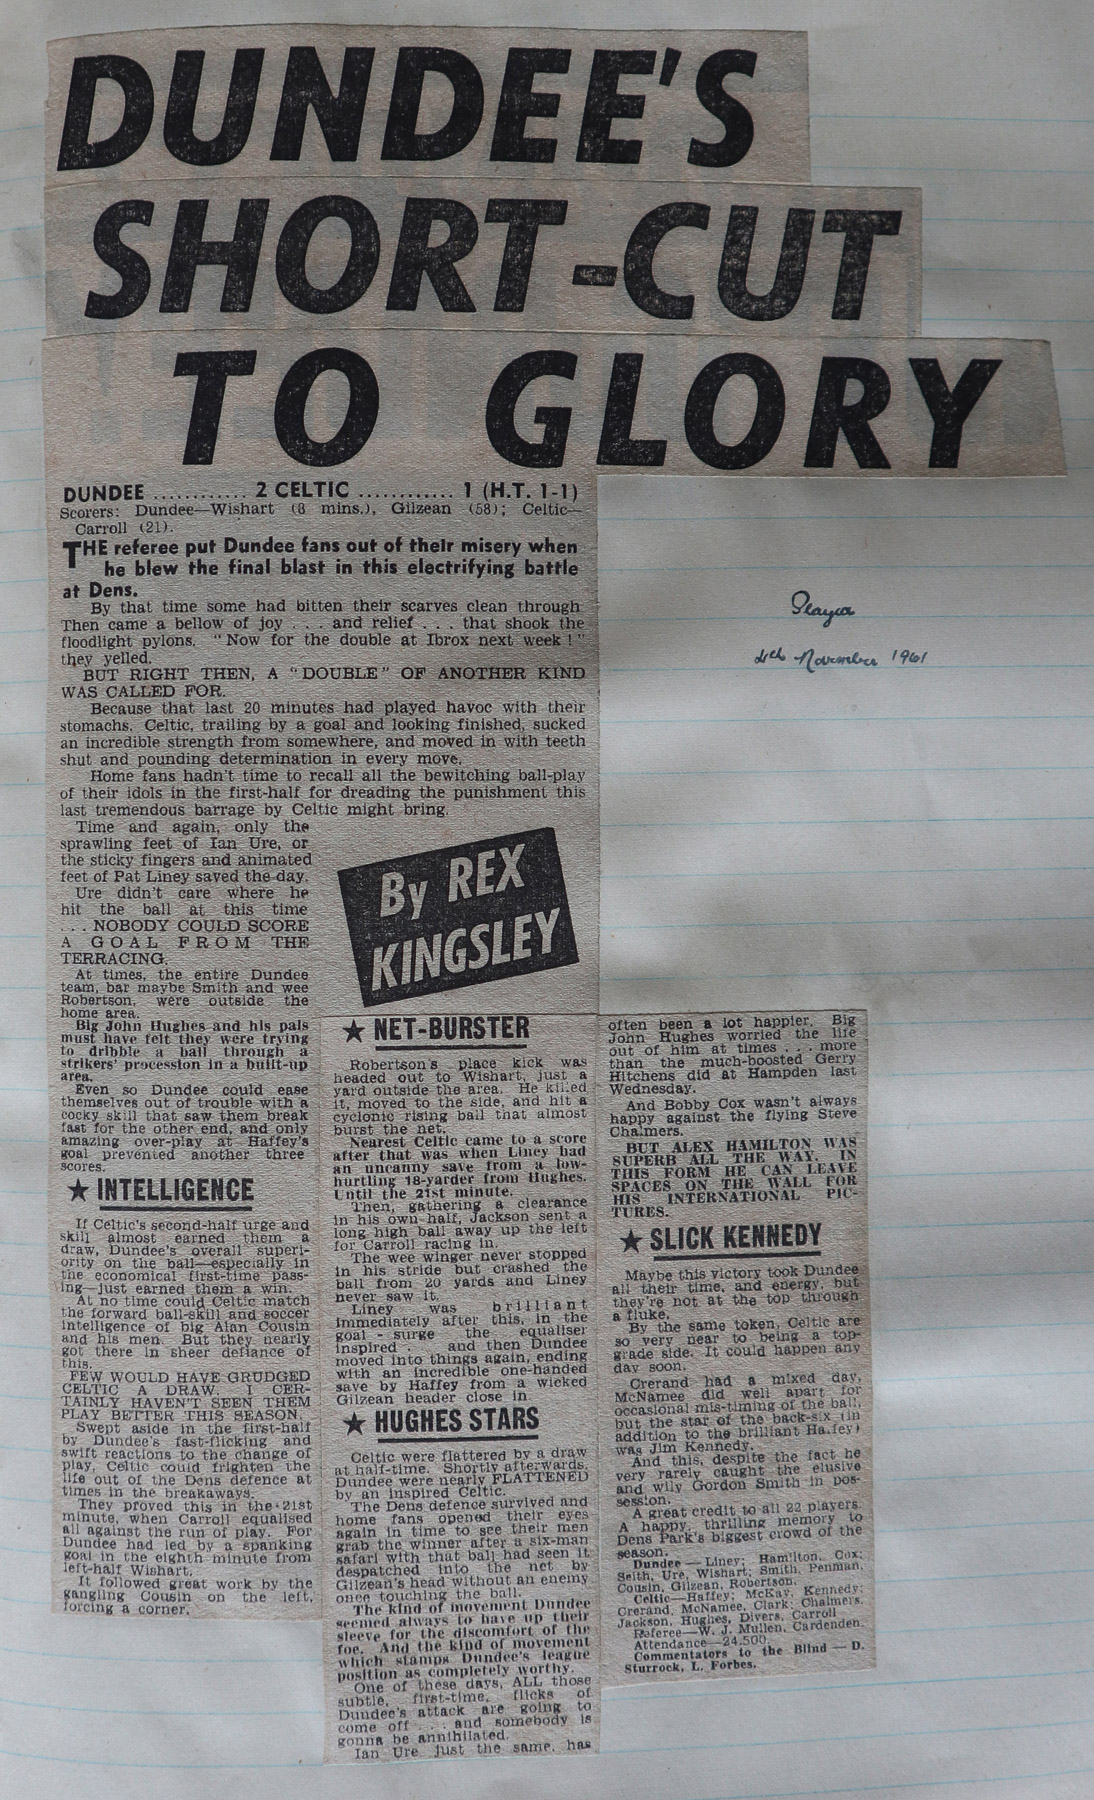 DUNDEE'S
SHORT-CUT
TO GLORY
DUNDEE ............ 2 CELTIC ............ 1 (H.T. 1-1)
Scorers: Dundee—Wishart (8 mins.), Gilzean (58); Celtic—
Carroll (21).
THE referee put Dundee fans out of their misery when
he blew the final blast in this electrifying battle
at Dens.
By that time some had bitten their scarves clean through
Then came a bellow of joy . . . and relief . . . that shook the
floodlight pylons. "Now for the double at Ibrox next week!"
they yelled.
BUT RIGHT THEN, A "DOUBLE" OF ANOTHER KIND
WAS CALLED FOR.
Because that last 20 minutes had played havoc with their
stomachs. Celtic, trailing by a goal and looking finished, sucked
an incredible strength from somewhere, and moved in with teeth
shut and pounding determination in every move.
Home fans hadn't time to recall all the bewitching ball-play
of their idols in the first-half for dreading the punishment this
last tremendous barrage by Celtic might bring.
Time and again, only the
sprawling feet of Ian Ure, or
the sticky fingers and animated
feet of Pat Liney saved the day.
Ure didn't care where he
hit the ball at this time
. . . NOBODY COULD SCORE
A GOAL FROM THE
TERRACING.
At times, the entire Dundee
team, bar maybe Smith and wee
Robertson, were outside the
home area.
Big John Hughes and his pals
must have felt they were trying
to dribble a ball through a
strikers' procession in a built-up
area.
Even so Dundee could ease
themselves out of trouble with a
cocky skill that saw them break
fast for the other end, and only
amazing over-play at Haffey's
goal prevented another three
scores.
★ INTELLIGENCE
If Celtic's second-half urge and
skill almost earned them a
draw, Dundee's overall superi-
ority on the ball—especially in
the economical first-time pass-
ing—just earned them a win.
At no time could Celtic match
the forward ball-skill and soccer
intelligence of big Alan Cousin
and his men. But they nearly
got there in sheer defiance of
this.
FEW WOULD HAVE GRUDGED
CELTIC A DRAW. I CER-
TAINLY HAVEN'T SEEN THEM
PLAY BETTER THIS SEASON.
Swept aside in the first-half
by Dundee's fast-flicking and
swift reactions to the change of
play, Celtic could frighten the
life out of the Dens defence at
times in the breakaways.
They proved this in the 21st
minute, when Carroll equalised
all against the run of play. For
Dundee had led by a spanking
goal in the eighth minute from
left-half Wishart.
It followed great work by the
gangling Cousin on the left,
forcing a corner.
By REX
KINGSLEY
★ NET-BURSTER
Robertson's place kick was
headed out to Wishart, just a
yard outside the area. He killed
it, moved to the side, and hit a
cyclonic rising ball that almost
burst the net.
Nearest Celtic came to a score
after that was when Liney had
an uncanny save from a low-
hurtling 18-yarder from Hughes.
Until the 21st minute.
Then, gathering a clearance
in his own half, Jackson sent a
long high ball away up the left
for Carroll racing in.
The wee winger never stopped
in his stride but crashed the
ball from 20 yards and Liney
never saw it.
Liney was brilliant
immediately after this, in the
goal-surge the equaliser
inspired . and then Dundee
moved into things again, ending
with an incredible one-handed
save by Haffey from a wicked
Gilzean header close in
★ HUGHES STARS
Celtic were flattered by a draw
at half-time. Shortly afterwards,
Dundee were nearly FLATTENED
by an inspired Celtic.
The Dens defence survived and
home fans opened their eyes
again in time to see their men
grab the winner after a six-man
safari with that ball had seen it
despatched into the net by
Gilzean's head without an enemy
once touching the ball.
The kind of movement Dundee
seemed always to have up their
sleeve for the discomfort of the
foe. And the kind of movement
which stamps Dundee's league
position as completely worthy.
One of these days, ALL those
subtle, first-time, flicks of
Dundee's attack are going to
come off . . . and somebody is
gonna be annihilated.
Ian Ure just the same, has
often been a lot happier. Big
John Hughes worried the life
out of him at times . . . more
than the much-boosted Gerry
Hitchens did at Hampden last
Wednesday.
And Bobby Cox wasn't always
happy against the flying Steve
Chalmers.
BUT ALEX HAMILTON WAS
SUPERB ALL THE WAY. IN
THIS FORM HE CAN LEAVE
SPACES ON THE WALL FOR
HIS INTERNATIONAL PIC-
TURES.
★ SLICK KENNEDY
Maybe this victory took Dundee
all their time, and energy, but
they're not at the top through
a fluke.
By the same token, Celtic are
so very near to being a top-
grade side. It could happen any
day soon.
Crerand had a mixed day,
McNamee did well apart for
occasional mis-timing of the ball,
but the star of the back-six (in
addition to the brilliant Haffey)
was Jim Kennedy.
And this, despite the fact he
very rarely caught the elusive
and wily Gordon Smith in pos-
session.
A great credit to all 22 players.
A happy, thrilling memory to
Dens Park's biggest crowd of the
season.
Dundee—Liney; Hamilton, Cox;
Seith, Ure, Wishart; Smith, Penman,
Cousin, Gilzean, Robertson.
Celtic—Haffey; McKay, Kennedy;
Crerand, McNamee, Clark; Chalmers,
Jackson, Hughes, Divers, Carroll
Referee—W. J. Mullen, Cardenden.
Attendance—24,500.
Commentators to the Blind — D.
Sturrock, L. Forbes.
Played
4th November 1961